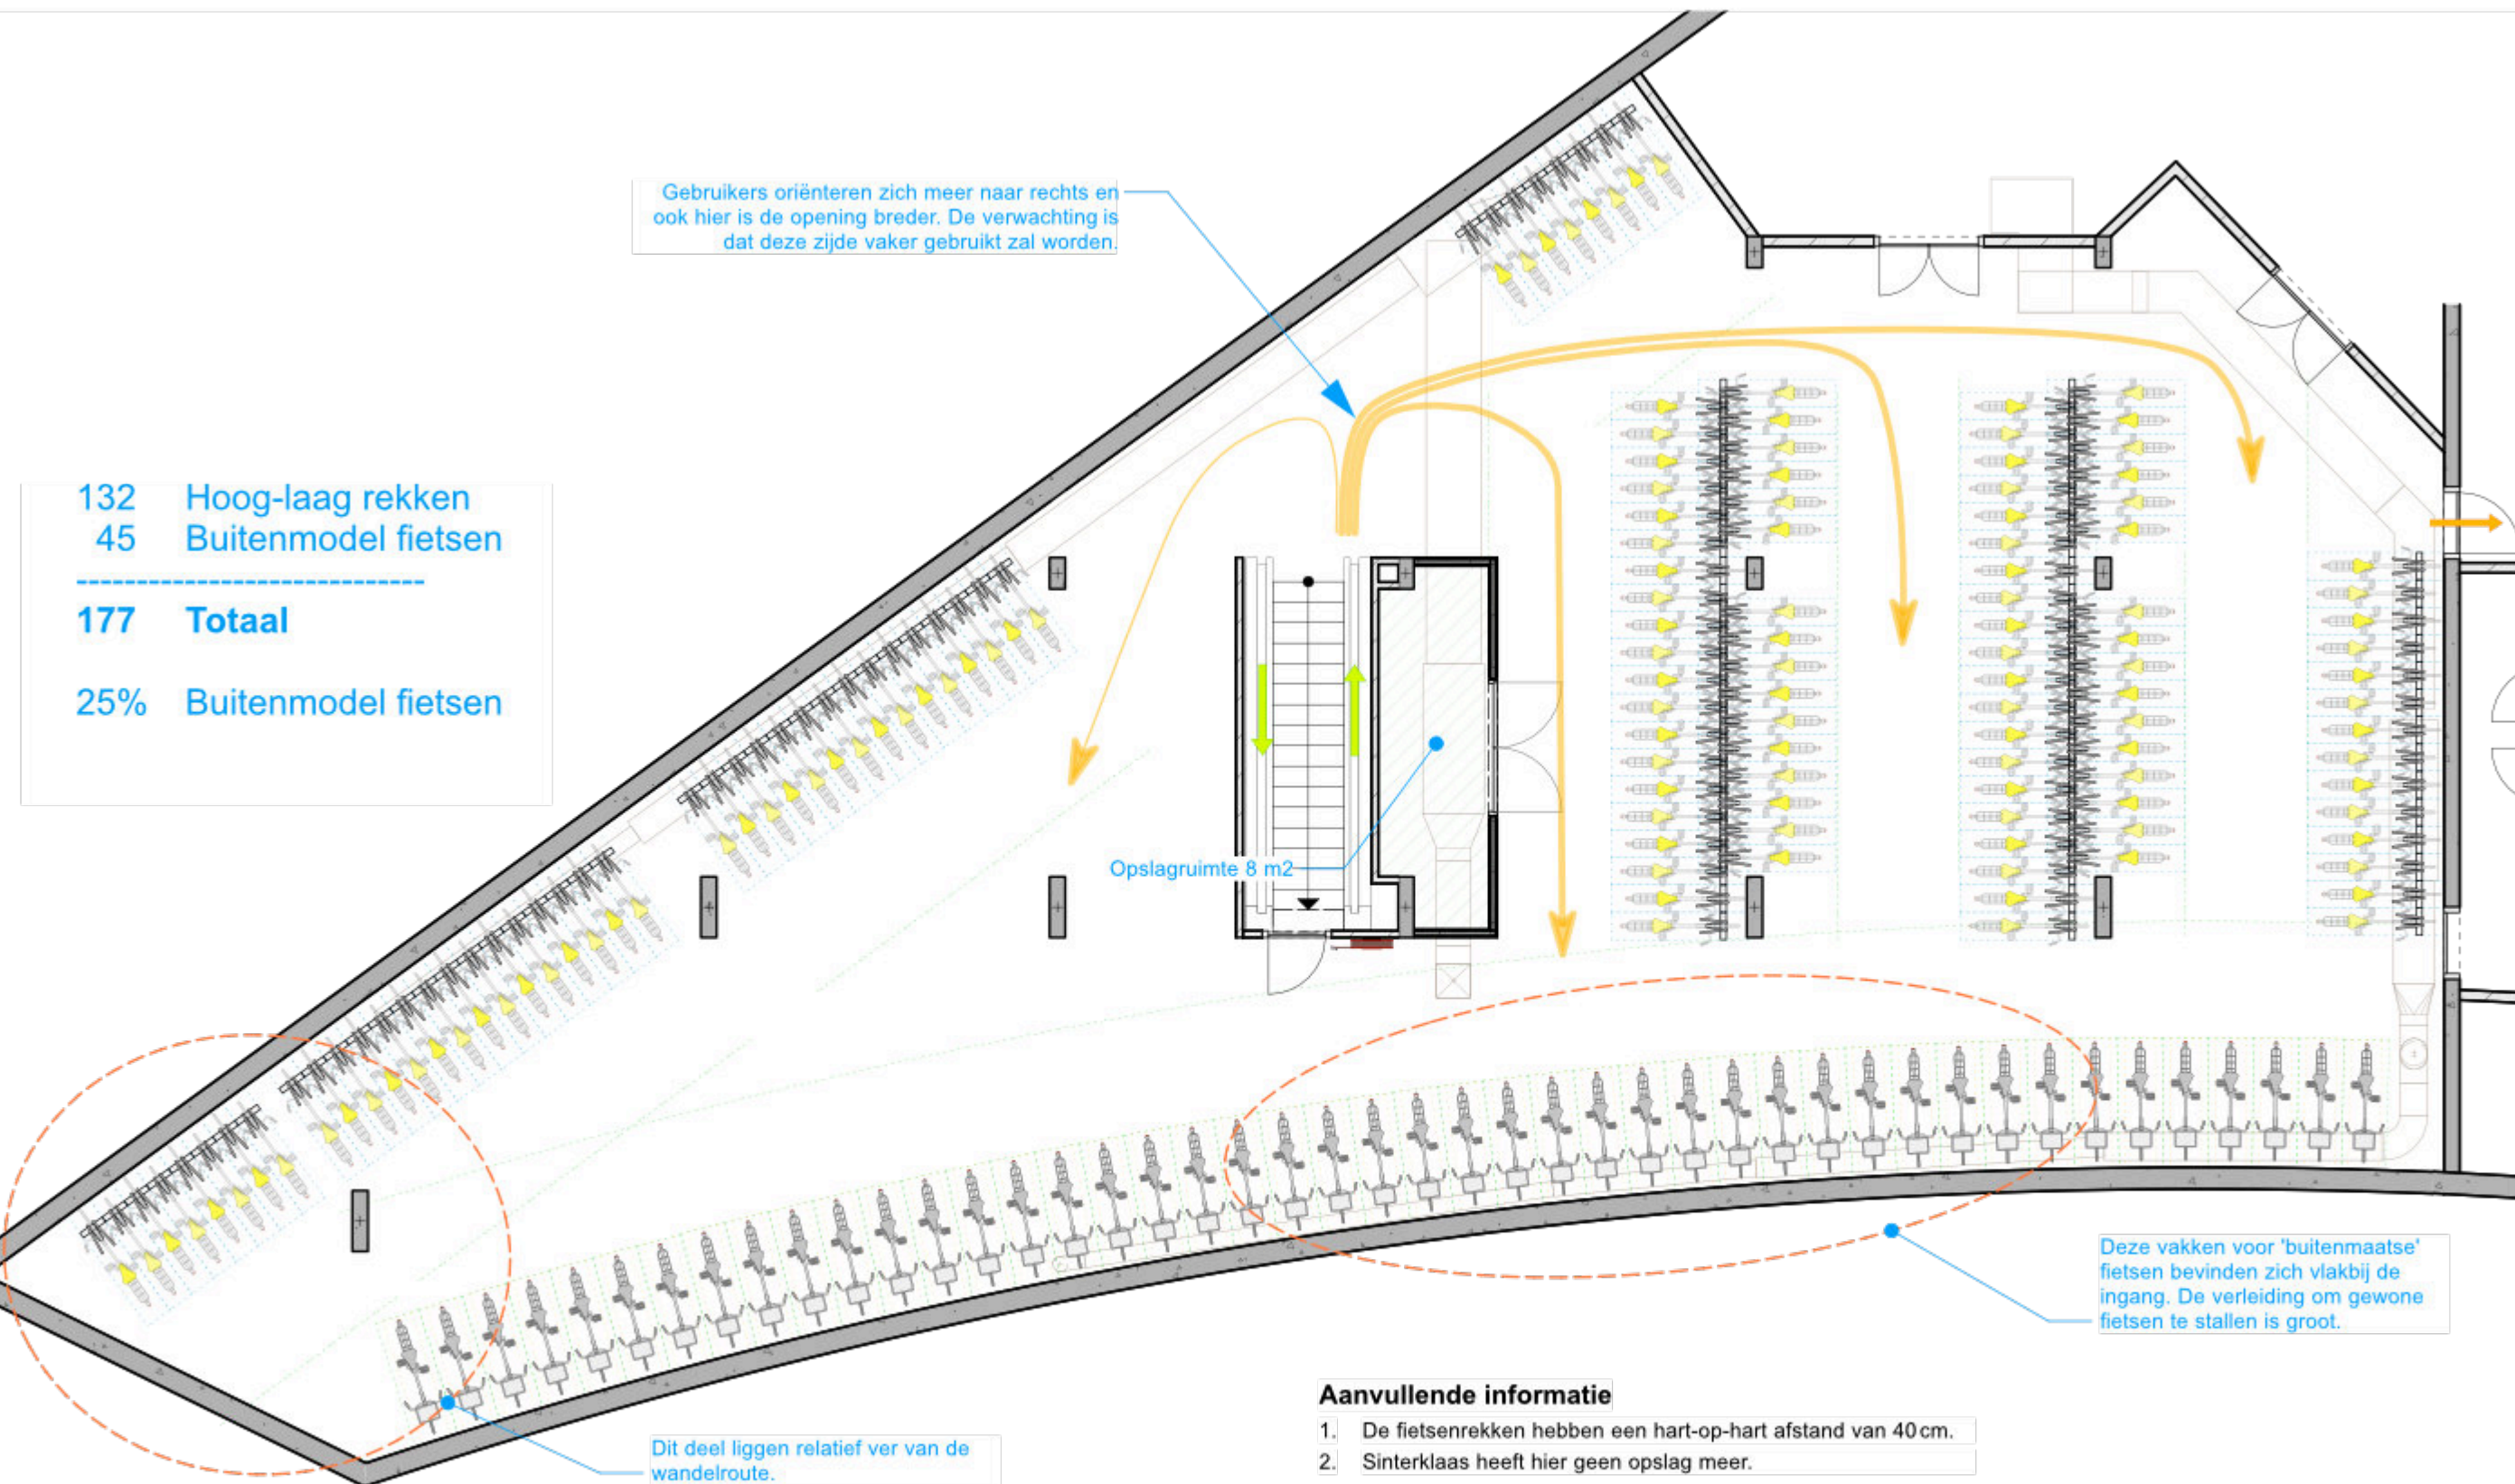 Gebruikers oriënteren zich meer naar rechts en
ook hier is de opening breder. De verwachting is
dat deze zijde vaker gebruikt zal worden.
132 Hoog-laag rekken
45 Buitenmodel fietsen
-----------------------------
177 Totaal
25% Buitenmodel fietsen
Opslagruimte 8 m2
Deze vakken voor 'buitenmaatse'
fietsen bevinden zich vlakbij de
ingang. De verleiding om gewone
fietsen te stallen is groot.
Dit deel liggen relatief ver van de
wandelroute.
Aanvullende informatie
1. De fietsenrekken hebben een hart-op-hart afstand van 40 cm.
2. Sinterklaas heeft hier geen opslag meer.